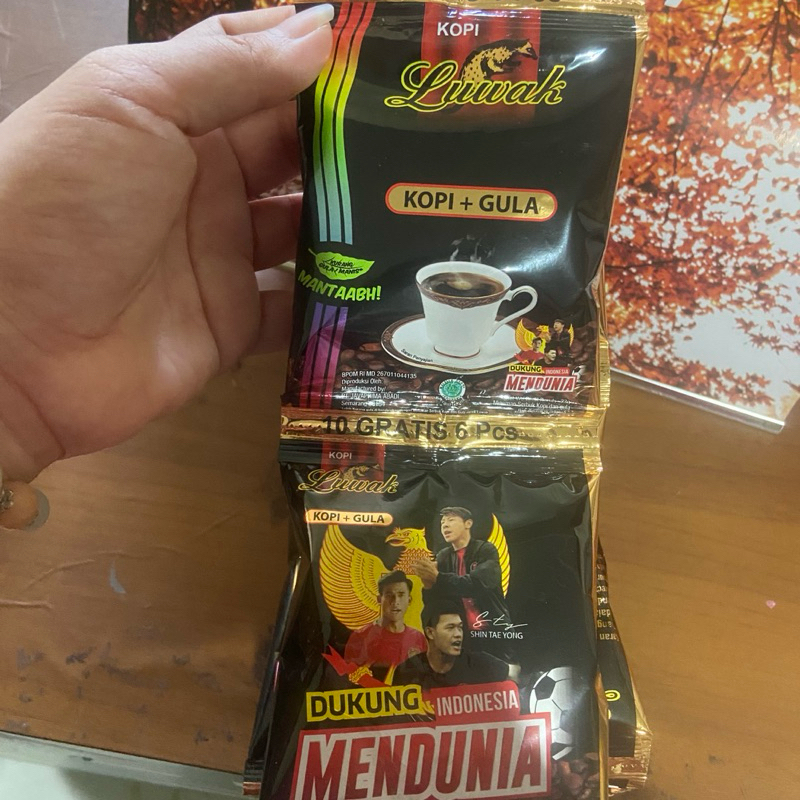 KOPI
Luwak
KOPI + GULA
MANTAABH!
DUKUNG INDONESIA
MENDUNIA
BPOM RI MD 267011044135
Diproduksi Oleh
Manufactured by:
Semarang
10 GRATIS 6 Pcs
KOPI
Luwak
KOPI + GULA
SHIN TAE YONG
DUKUNG INDONESIA
MENDUNIA